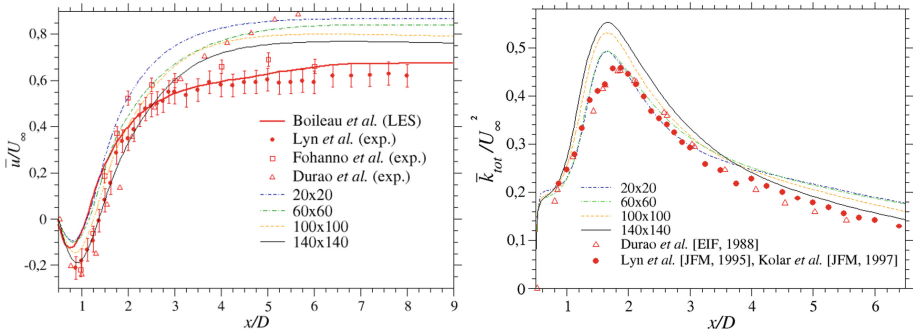 0,8
0,6
0,4
0,2
0
-0,2
u̅/U∞
1 2 3 4 5 6 7 8 9
x/D
Boileau et al. (LES)
Lyn et al. (exp.)
Fohanno et al. (exp.)
Durao et al. (exp.)
20x20
60x60
100x100
140x140
0,5
0,4
0,3
0,2
0,1
0
k̅tot/U∞²
1 2 3 4 5 6
x/D
20x20
60x60
100x100
140x140
Durao et al. [EIF, 1988]
Lyn et al. [JFM, 1995], Kolar et al. [JFM, 1997]